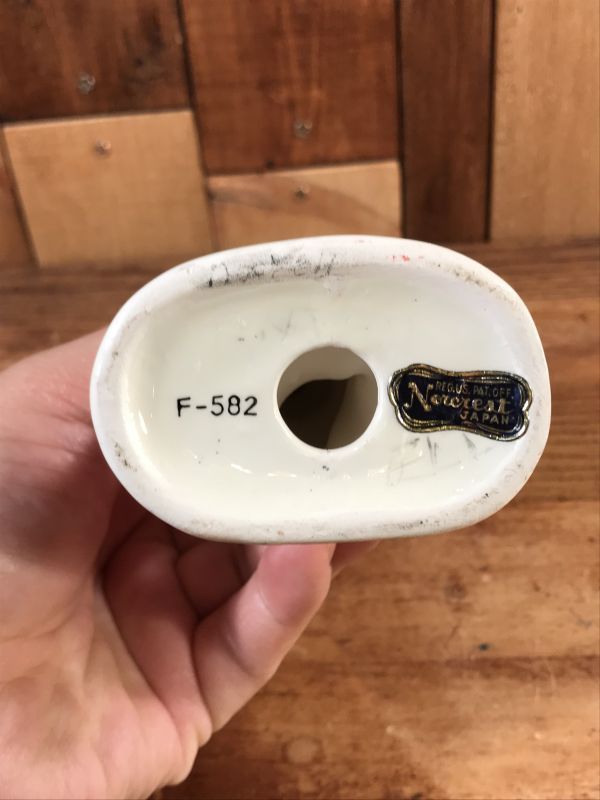 F-582
REG.U.S. PAT. OFF.
Norcrest
JAPAN